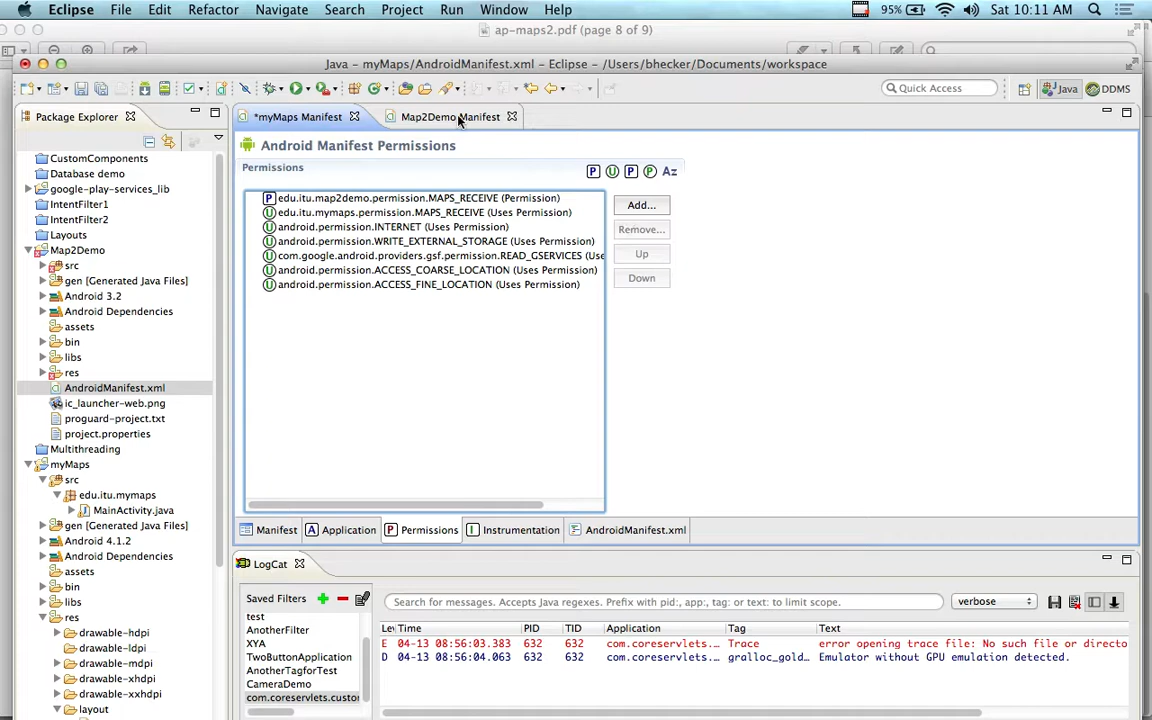 Eclipse File Edit Refactor Navigate Search Project Run Window Help 95% Sat 10:11 AM
ap-maps2.pdf (page 8 of 9)
Java – myMaps/AndroidManifest.xml – Eclipse – /Users/bhecker/Documents/workspace
Quick Access Java DDMS
Package Explorer
CustomComponents
Database demo
google-play-services_lib
IntentFilter1
IntentFilter2
Layouts
Map2Demo
src
gen [Generated Java Files]
Android 3.2
Android Dependencies
assets
bin
libs
res
AndroidManifest.xml
ic_launcher-web.png
proguard-project.txt
project.properties
Multithreading
myMaps
src
edu.itu.mymaps
MainActivity.java
gen [Generated Java Files]
Android 4.1.2
Android Dependencies
assets
bin
libs
res
drawable-hdpi
drawable-ldpi
drawable-mdpi
drawable-xhdpi
drawable-xxhdpi
layout
*myMaps Manifest Map2Demo Manifest
Android Manifest Permissions
Permissions
P U P P Az
P edu.itu.map2demo.permission.MAPS_RECEIVE (Permission)
U edu.itu.mymaps.permission.MAPS_RECEIVE (Uses Permission)
U android.permission.INTERNET (Uses Permission)
U android.permission.WRITE_EXTERNAL_STORAGE (Uses Permission)
U com.google.android.providers.gsf.permission.READ_GSERVICES (Use
U android.permission.ACCESS_COARSE_LOCATION (Uses Permission)
U android.permission.ACCESS_FINE_LOCATION (Uses Permission)
Add...
Remove...
Up
Down
Manifest A Application P Permissions I Instrumentation AndroidManifest.xml
LogCat
Saved Filters
test
AnotherFilter
XYA
TwoButtonApplication
AnotherTagforTest
CameraDemo
com.coreservlets.custor
Search for messages. Accepts Java regexes. Prefix with pid:, app:, tag: or text: to limit scope. verbose
Le Time PID TID Application Tag Text
E 04-13 08:56:03.383 632 632 com.coreservlets.... Trace error opening trace file: No such file or directo
D 04-13 08:56:04.063 632 632 com.coreservlets.... gralloc_gold... Emulator without GPU emulation detected.